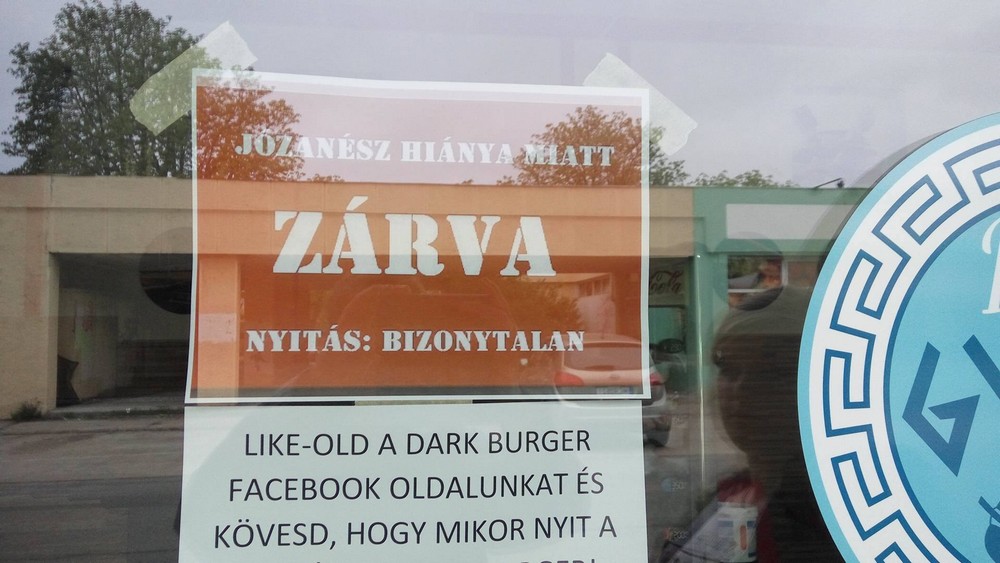 JÓZANÉSZ HIÁNYA MIATT
ZÁRVA
NYITÁS: BIZONYTALAN
LIKE-OLD A DARK BURGER
FACEBOOK OLDALUNKAT ÉS
KÖVESD, HOGY MIKOR NYIT A